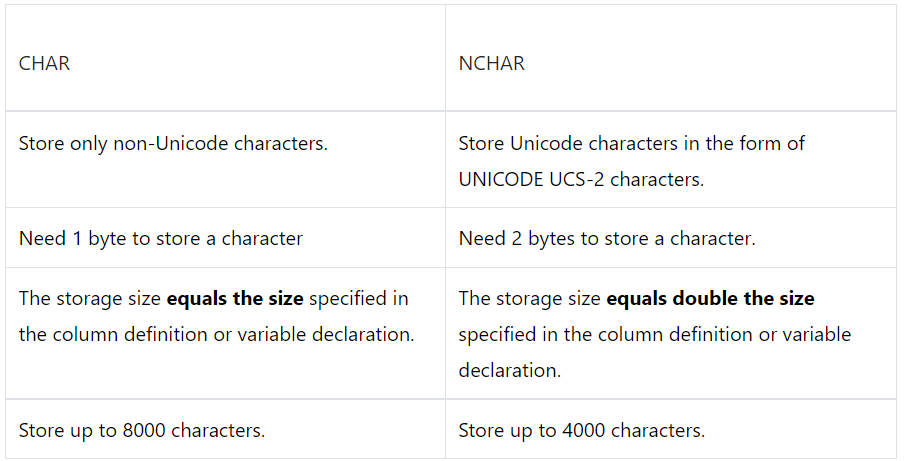 CHAR
NCHAR
Store only non-Unicode characters.
Store Unicode characters in the form of
UNICODE UCS-2 characters.
Need 1 byte to store a character
Need 2 bytes to store a character.
The storage size equals the size specified in
the column definition or variable declaration.
The storage size equals double the size
specified in the column definition or variable
declaration.
Store up to 8000 characters.
Store up to 4000 characters.